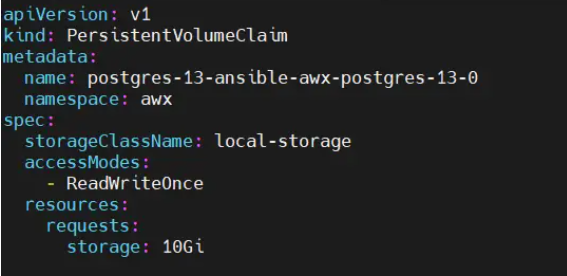 apiVersion: v1
kind: PersistentVolumeClaim
metadata:
  name: postgres-13-ansible-awx-postgres-13-0
  namespace: awx
spec:
  storageClassName: local-storage
  accessModes:
    - ReadWriteOnce
  resources:
    requests:
      storage: 10Gi